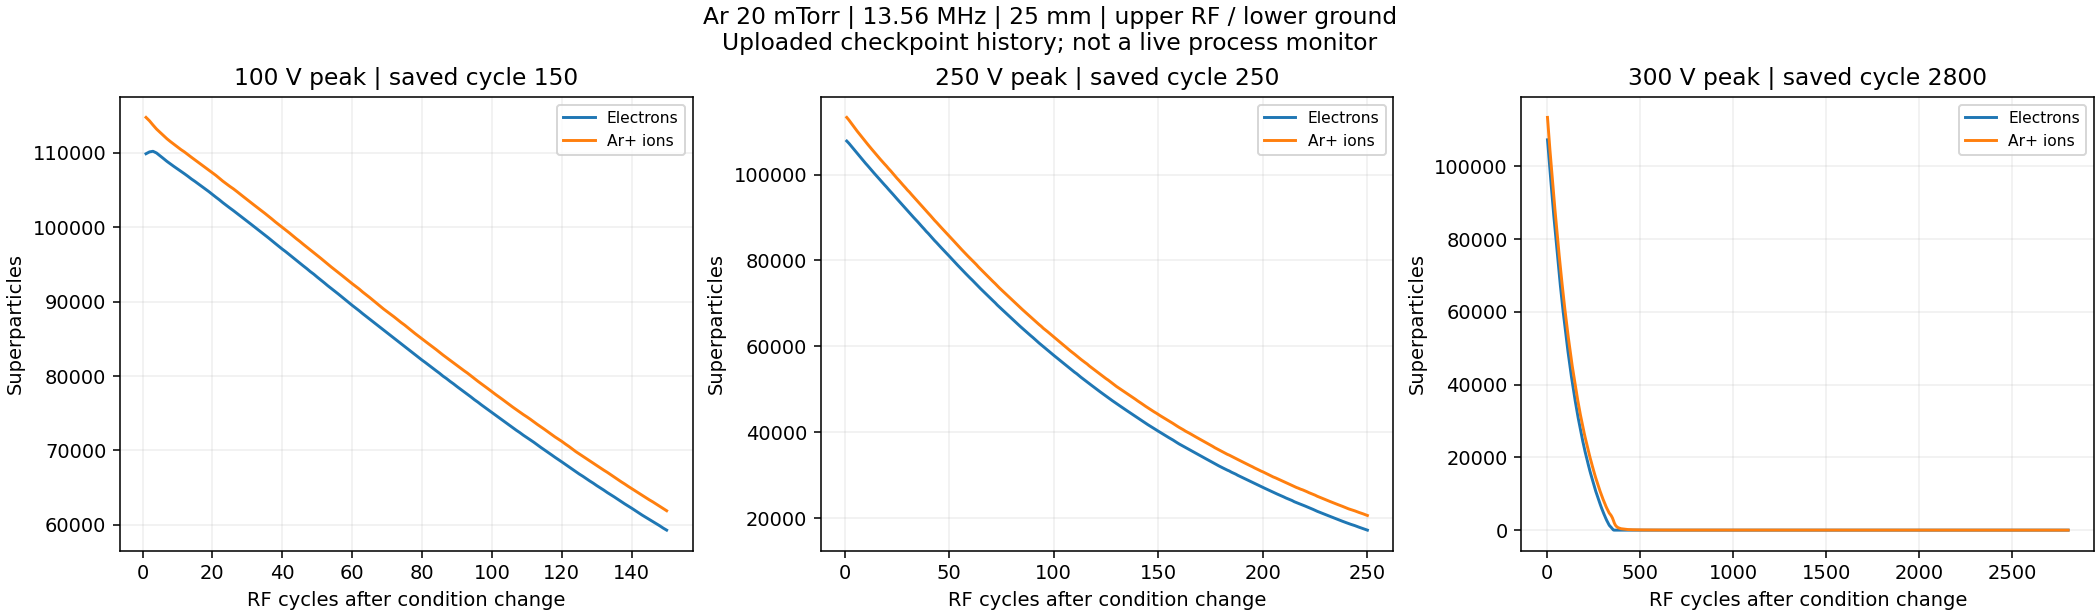 Ar 20 mTorr | 13.56 MHz | 25 mm | upper RF / lower ground
Uploaded checkpoint history; not a live process monitor
100 V peak | saved cycle 150
Electrons
Ar+ ions
Superparticles
110000
100000
90000
80000
70000
60000
0 20 40 60 80 100 120 140
RF cycles after condition change
250 V peak | saved cycle 250
Electrons
Ar+ ions
Superparticles
100000
80000
60000
40000
20000
0 50 100 150 200 250
RF cycles after condition change
300 V peak | saved cycle 2800
Electrons
Ar+ ions
Superparticles
100000
80000
60000
40000
20000
0
0 500 1000 1500 2000 2500
RF cycles after condition change